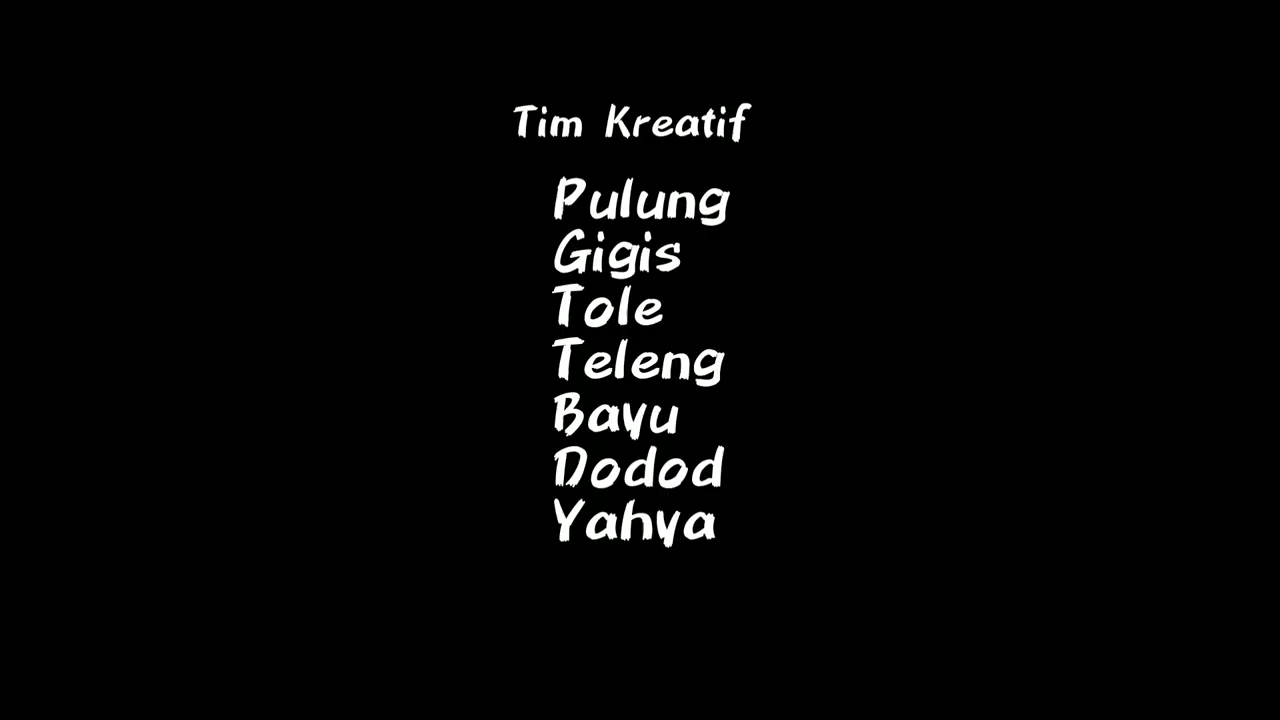 Tim Kreatif
Pulung
Gigis
Tole
Teleng
Bayu
Dodod
Yahya